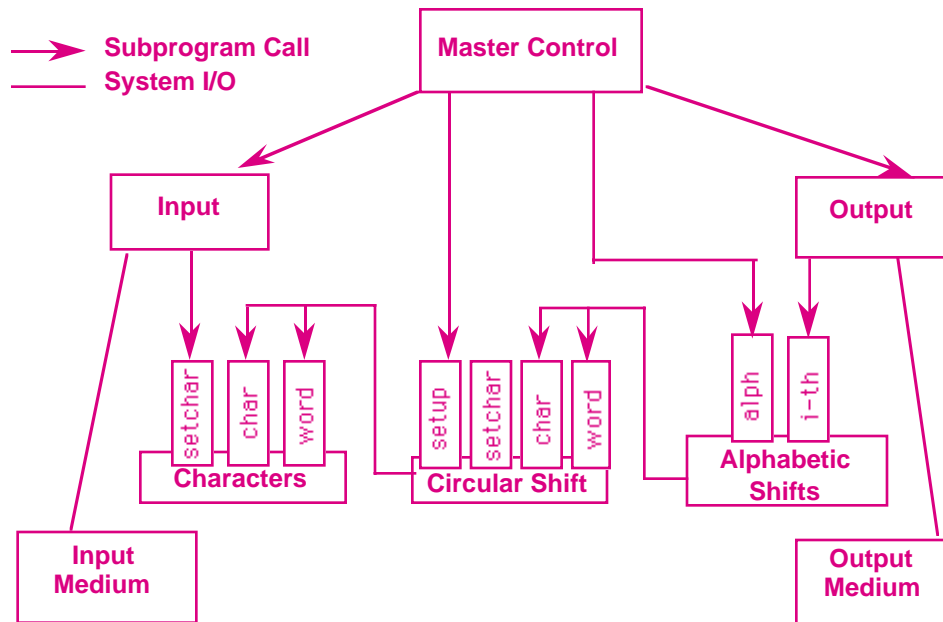 Subprogram Call
System I/O
Master Control
Input
Output
setchar
char
word
setup
setchar
char
word
alph
i-th
Characters
Circular Shift
Alphabetic
Shifts
Input
Medium
Output
Medium